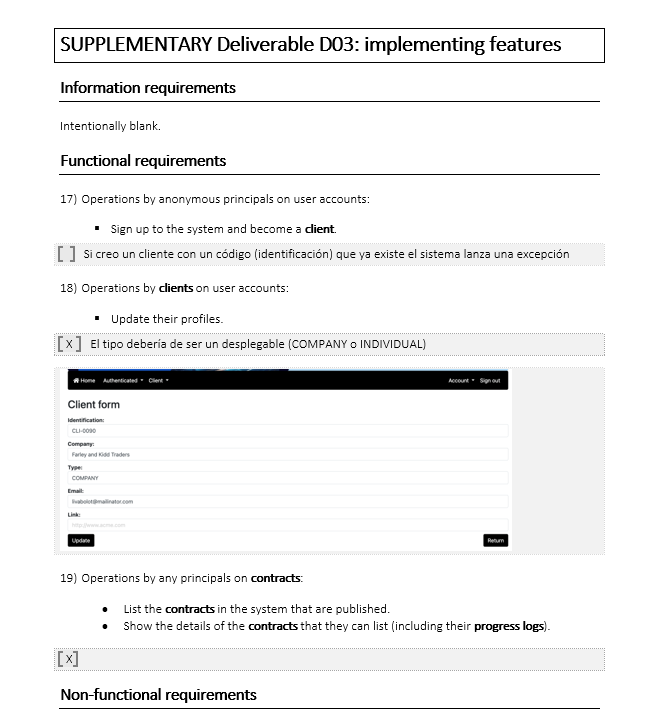 SUPPLEMENTARY Deliverable D03: implementing features
Information requirements
Intentionally blank.
Functional requirements
17) Operations by anonymous principals on user accounts:
▪ Sign up to the system and become a client.
[ ] Si creo un cliente con un código (identificación) que ya existe el sistema lanza una excepción
18) Operations by clients on user accounts:
▪ Update their profiles.
[X] El tipo debería de ser un desplegable (COMPANY o INDIVIDUAL)
Home Authenticated Client Account Sign out
Client form
Identification:
CLI-0090
Company:
Farley and Kidd Traders
Type:
COMPANY
Email:
livabolot@mailinator.com
Link:
http://www.acme.com
Update Return
19) Operations by any principals on contracts:
• List the contracts in the system that are published.
• Show the details of the contracts that they can list (including their progress logs).
[X]
Non-functional requirements